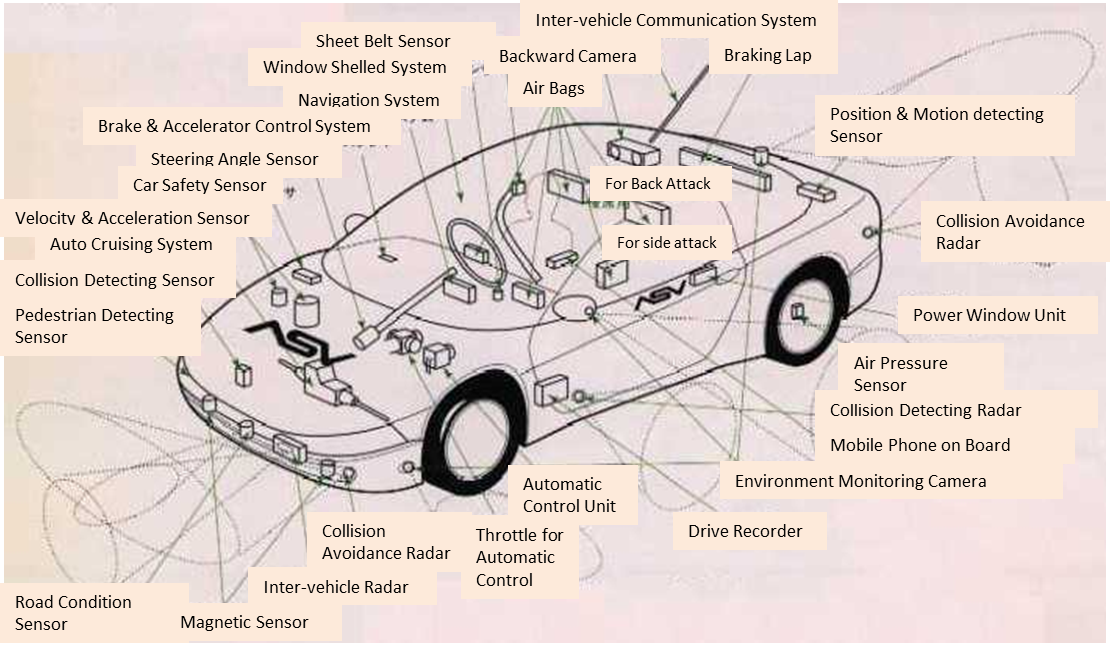 Inter-vehicle Communication System
Sheet Belt Sensor
Backward Camera
Braking Lap
Window Shelled System
Air Bags
Navigation System
Position & Motion detecting
Sensor
Brake & Accelerator Control System
Steering Angle Sensor
Car Safety Sensor
For Back Attack
Velocity & Acceleration Sensor
Collision Avoidance
Radar
Auto Cruising System
For side attack
Collision Detecting Sensor
ASV
Pedestrian Detecting
Sensor
Power Window Unit
ASV
Air Pressure
Sensor
Collision Detecting Radar
Mobile Phone on Board
Environment Monitoring Camera
Automatic
Control Unit
Drive Recorder
Collision
Avoidance Radar
Throttle for
Automatic
Control
Inter-vehicle Radar
Road Condition
Sensor
Magnetic Sensor